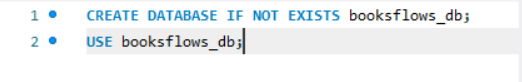 1 CREATE DATABASE IF NOT EXISTS booksflows_db;
2 USE booksflows_db;